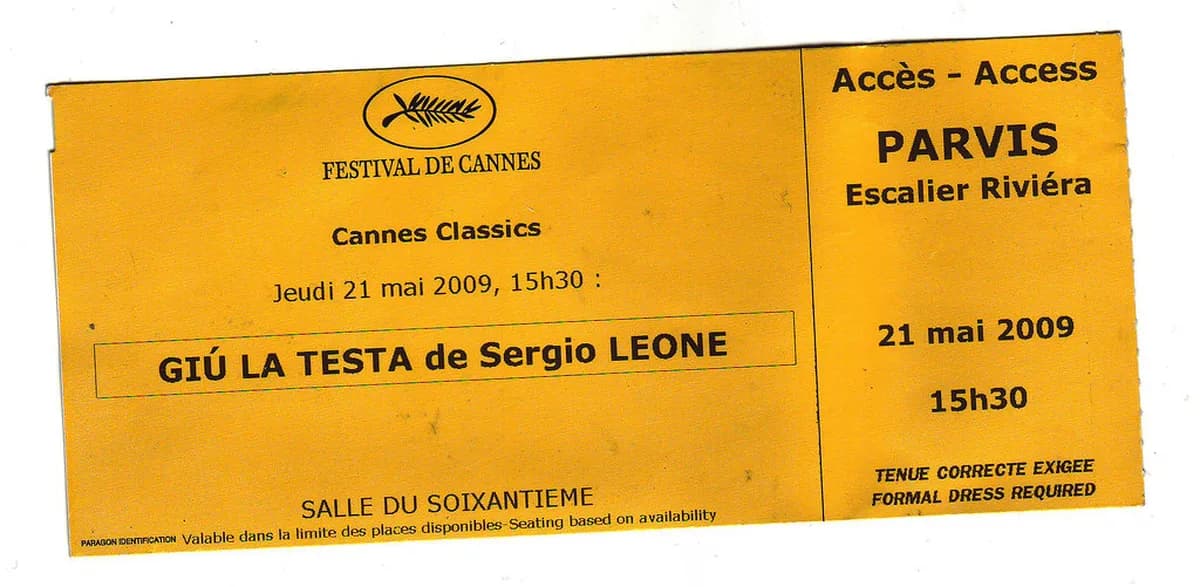 FESTIVAL DE CANNES
Cannes Classics
Jeudi 21 mai 2009, 15h30 :
GIÚ LA TESTA de Sergio LEONE
SALLE DU SOIXANTIEME
PARAGON IDENTIFICATION Valable dans la limite des places disponibles-Seating based on availability
Accès - Access
PARVIS
Escalier Riviéra
21 mai 2009
15h30
TENUE CORRECTE EXIGEE
FORMAL DRESS REQUIRED